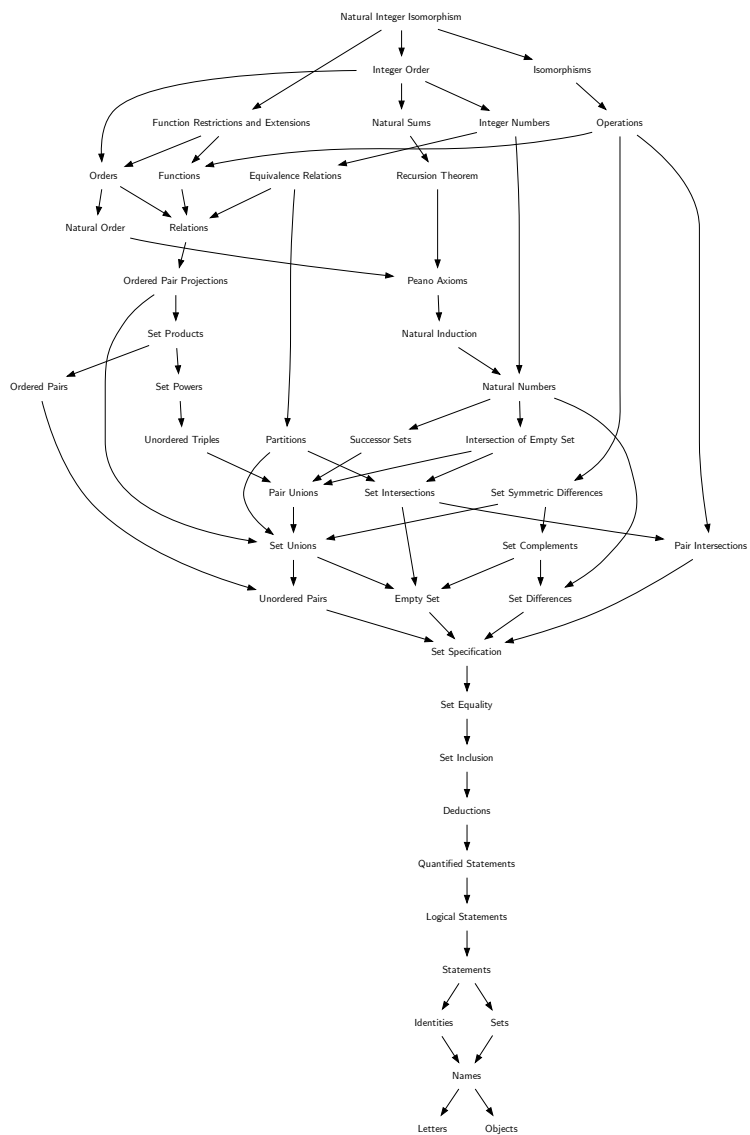 Natural Integer Isomorphism
Integer Order
Isomorphisms
Function Restrictions and Extensions
Natural Sums
Integer Numbers
Operations
Orders
Functions
Equivalence Relations
Recursion Theorem
Natural Order
Relations
Ordered Pair Projections
Peano Axioms
Set Products
Natural Induction
Ordered Pairs
Set Powers
Natural Numbers
Unordered Triples
Partitions
Successor Sets
Intersection of Empty Set
Pair Unions
Set Intersections
Set Symmetric Differences
Set Unions
Set Complements
Pair Intersections
Unordered Pairs
Empty Set
Set Differences
Set Specification
Set Equality
Set Inclusion
Deductions
Quantified Statements
Logical Statements
Statements
Identities
Sets
Names
Letters
Objects